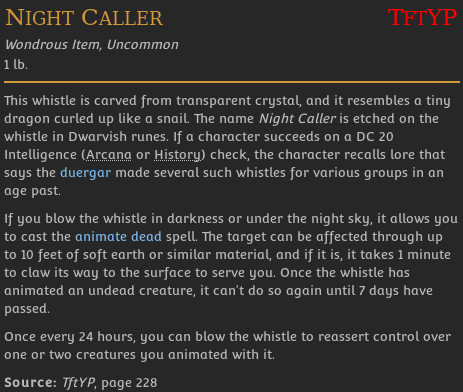 Night Caller TftYP
Wondrous Item, Uncommon
1 lb.
This whistle is carved from transparent crystal, and it resembles a tiny
dragon curled up like a snail. The name Night Caller is etched on the
whistle in Dwarvish runes. If a character succeeds on a DC 20
Intelligence (Arcana or History) check, the character recalls lore that
says the duergar made several such whistles for various groups in an
age past.
If you blow the whistle in darkness or under the night sky, it allows you
to cast the animate dead spell. The target can be affected through up
to 10 feet of soft earth or similar material, and if it is, it takes 1 minute
to claw its way to the surface to serve you. Once the whistle has
animated an undead creature, it can't do so again until 7 days have
passed.
Once every 24 hours, you can blow the whistle to reassert control over
one or two creatures you animated with it.
Source: TftYP, page 228